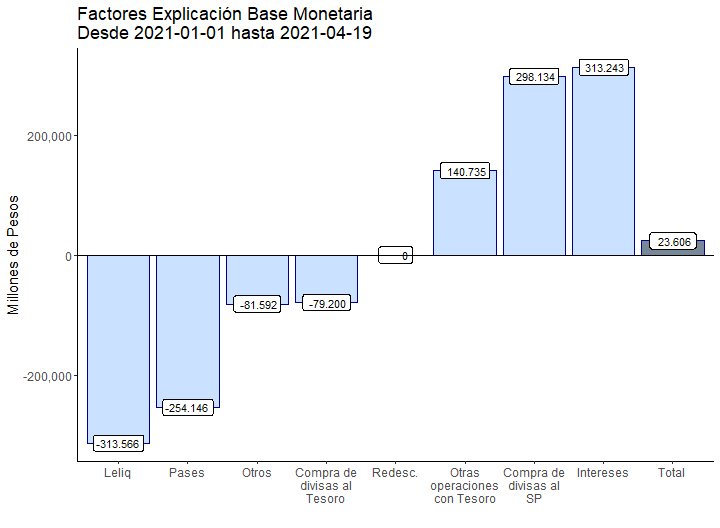 Factores Explicación Base Monetaria
Desde 2021-01-01 hasta 2021-04-19
Millones de Pesos
200,000
0
-200,000
-313.566
-254.146
-81.592
-79.200
0
140.735
298.134
313.243
23.606
Leliq
Pases
Otros
Compra de
divisas al
Tesoro
Redesc.
Otras
operaciones
con Tesoro
Compra de
divisas al
SP
Intereses
Total